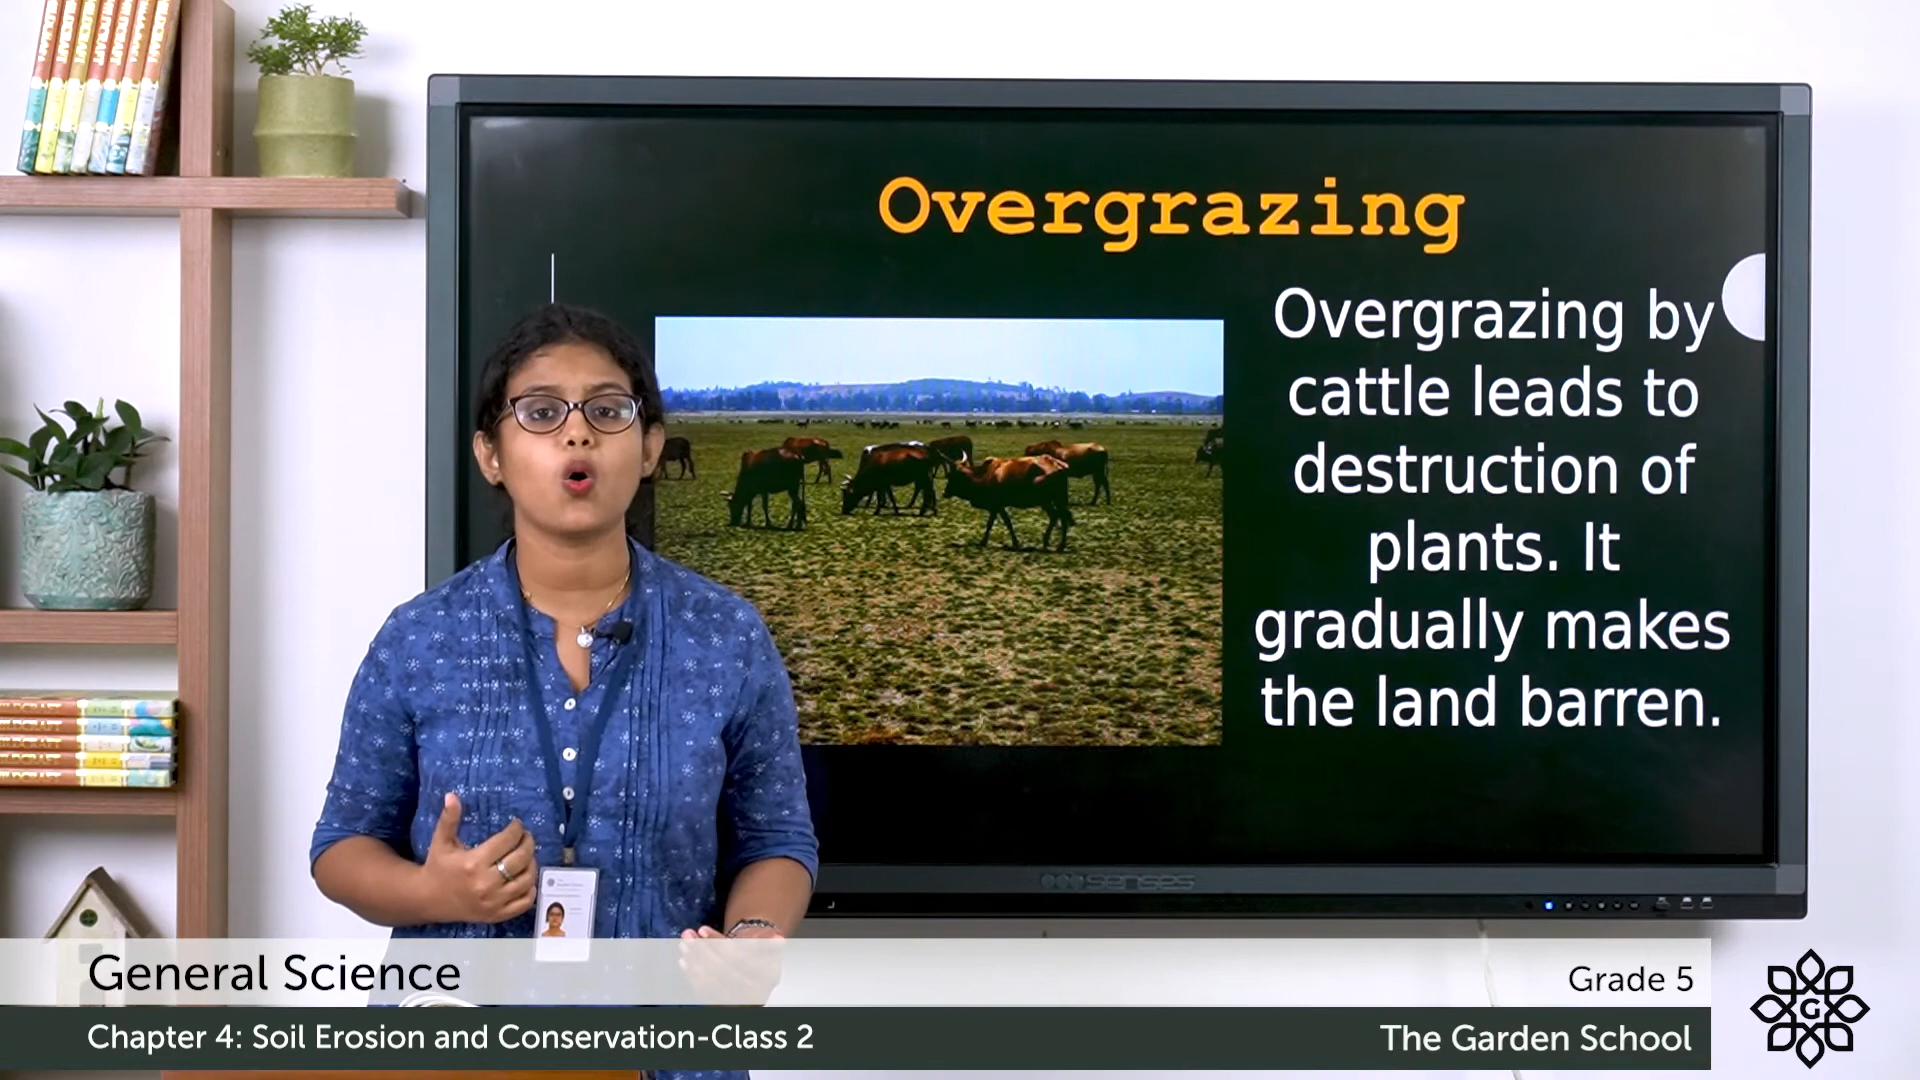 Overgrazing
Overgrazing by
cattle leads to
destruction of
plants. It
gradually makes
the land barren.
senses
General Science
Grade 5
Chapter 4: Soil Erosion and Conservation-Class 2
The Garden School
G